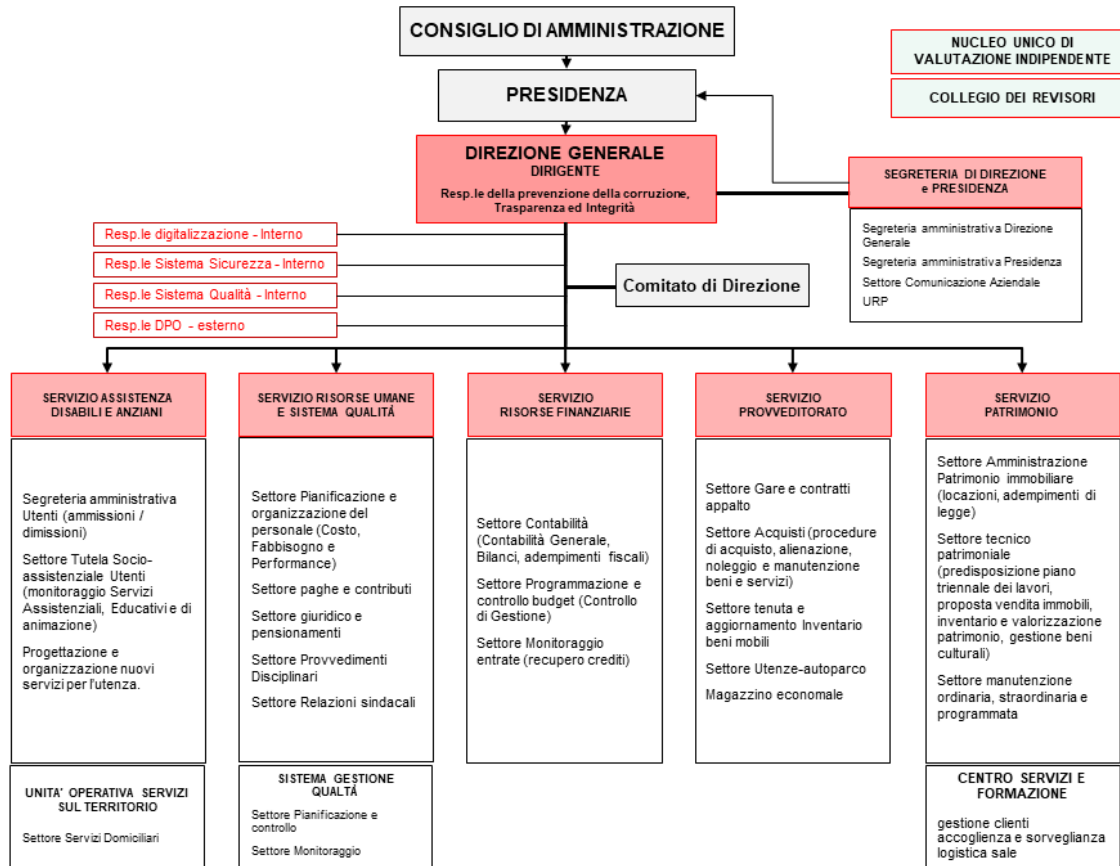 CONSIGLIO DI AMMINISTRAZIONE
NUCLEO UNICO DI
VALUTAZIONE INDIPENDENTE
PRESIDENZA
COLLEGIO DEI REVISORI
DIREZIONE GENERALE
DIRIGENTE
Resp.le della prevenzione della corruzione,
Trasparenza ed Integrità
SEGRETERIA DI DIREZIONE
e PRESIDENZA
Segreteria amministrativa Direzione
Generale
Segreteria amministrativa Presidenza
Settore Comunicazione Aziendale
URP
Resp.le digitalizzazione - Interno
Resp.le Sistema Sicurezza - Interno
Resp.le Sistema Qualità - Interno
Resp.le DPO - esterno
Comitato di Direzione
SERVIZIO ASSISTENZA
DISABILI E ANZIANI
Segreteria amministrativa
Utenti (ammissioni /
dimissioni)
Settore Tutela Socio-
assistenziale Utenti
(monitoraggio Servizi
Assistenziali, Educativi e di
animazione)
Progettazione e
organizzazione nuovi
servizi per l'utenza.
UNITA' OPERATIVA SERVIZI
SUL TERRITORIO
Settore Servizi Domiciliari
SERVIZIO RISORSE UMANE
E SISTEMA QUALITÁ
Settore Pianificazione e
organizzazione del
personale (Costo,
Fabbisogno e
Performance)
Settore paghe e contributi
Settore giuridico e
pensionamenti
Settore Provvedimenti
Disciplinari
Settore Relazioni sindacali
SISTEMA GESTIONE
QUALTÁ
Settore Pianificazione e
controllo
Settore Monitoraggio
SERVIZIO
RISORSE FINANZIARIE
Settore Contabilità
(Contabilità Generale,
Bilanci, adempimenti fiscali)
Settore Programmazione e
controllo budget (Controllo
di Gestione)
Settore Monitoraggio
entrate (recupero crediti)
SERVIZIO
PROVVEDITORATO
Settore Gare e contratti
appalto
Settore Acquisti (procedure
di acquisto, alienazione,
noleggio e manutenzione
beni e servizi)
Settore tenuta e
aggiornamento Inventario
beni mobili
Settore Utenze-autoparco
Magazzino economale
SERVIZIO
PATRIMONIO
Settore Amministrazione
Patrimonio immobiliare
(locazioni, adempimenti di
legge)
Settore tecnico
patrimoniale
(predisposizione piano
triennale dei lavori,
proposta vendita immobili,
inventario e valorizzazione
patrimonio, gestione beni
culturali)
Settore manutenzione
ordinaria, straordinaria e
programmata
CENTRO SERVIZI E
FORMAZIONE
gestione clienti
accoglienza e sorveglianza
logistica sale